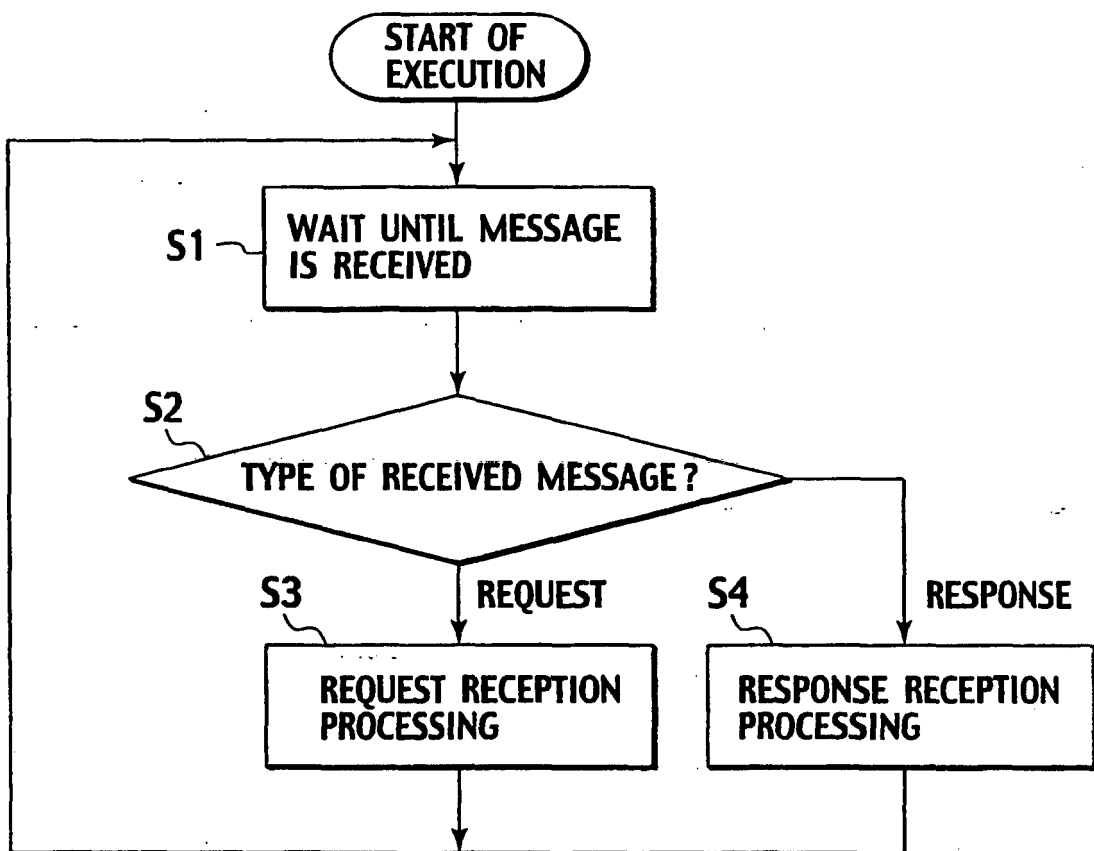 START OF
EXECUTION
S1
WAIT UNTIL MESSAGE
IS RECEIVED
S2
TYPE OF RECEIVED MESSAGE?
S3
REQUEST
S4
RESPONSE
REQUEST RECEPTION
PROCESSING
RESPONSE RECEPTION
PROCESSING